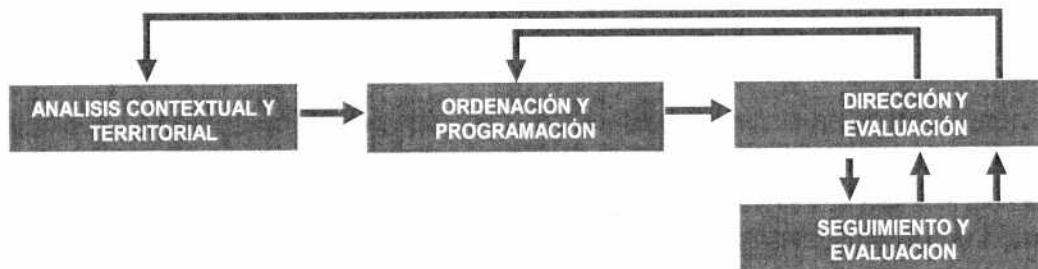 ANALISIS CONTEXTUAL Y
TERRITORIAL
ORDENACIÓN Y
PROGRAMACIÓN
DIRECCIÓN Y
EVALUACIÓN
SEGUIMIENTO Y
EVALUACION